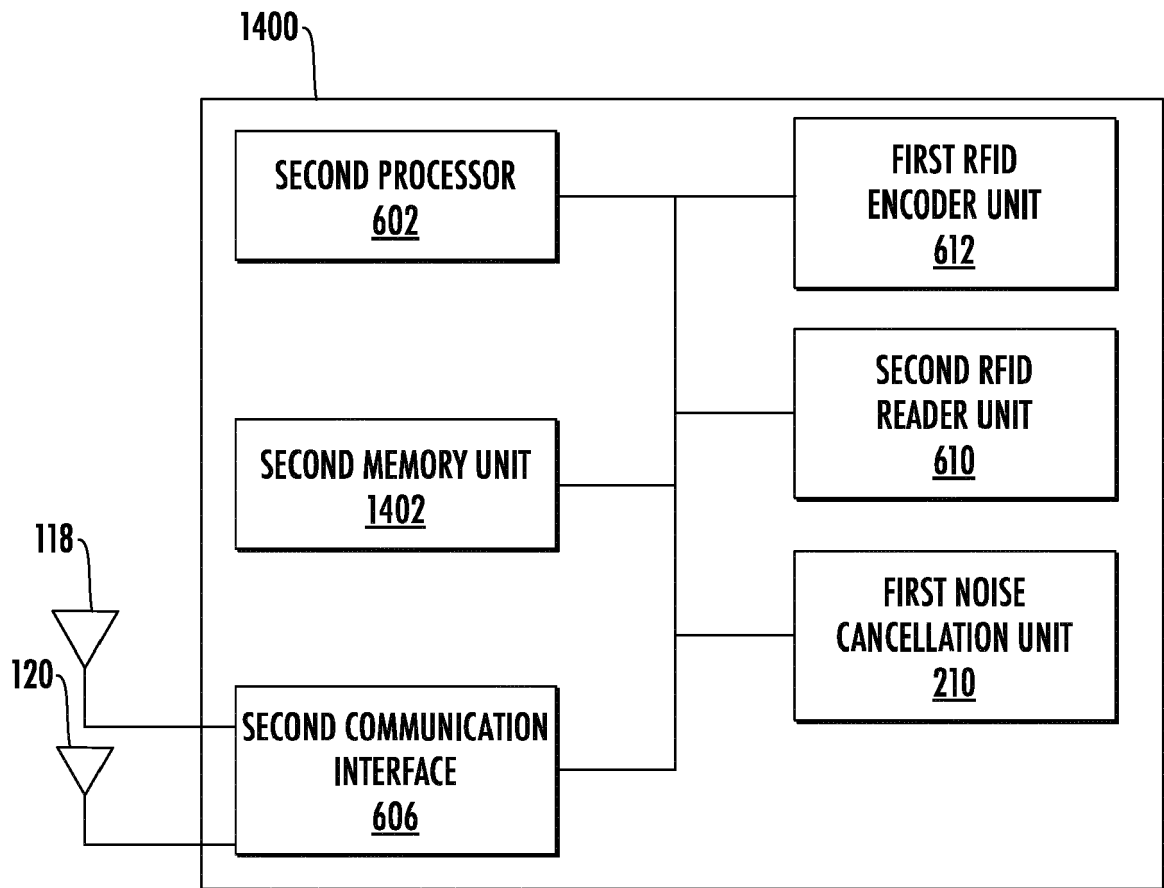 1400
SECOND PROCESSOR
602
FIRST RFID
ENCODER UNIT
612
SECOND RFID
READER UNIT
610
SECOND MEMORY UNIT
1402
118
FIRST NOISE
CANCELLATION UNIT
210
120
SECOND COMMUNICATION
INTERFACE
606